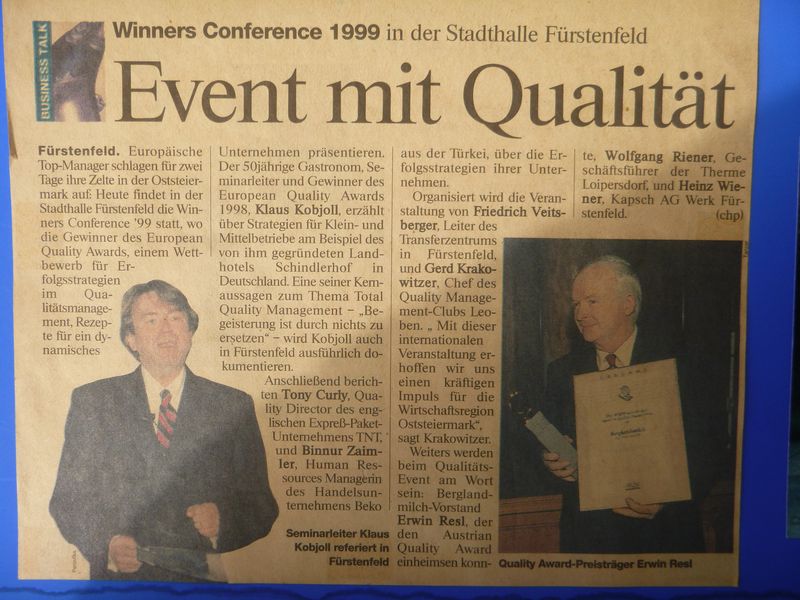 BUSINESS TALK
Winners Conference 1999 in der Stadthalle Fürstenfeld
Event mit Qualität
Fürstenfeld. Europäische
Top-Manager schlagen für zwei
Tage ihre Zelte in der Oststeier-
mark auf: Heute findet in der
Stadthalle Fürstenfeld die Win-
ners Conference '99 statt, wo
die Gewinner des European
Quality Awards, einem Wett-
bewerb für Er-
folgsstrategien
im Qua-
litätsmanage-
ment, Rezep-
te für ein dy-
namisches
Unternehmen präsentieren.
Der 50jährige Gastronom, Se-
minarleiter und Gewinner des
European Quality Awards
1998, Klaus Kobjoll, erzählt
über Strategien für Klein- und
Mittelbetriebe am Beispiel des
von ihm gegründeten Land-
hotels Schindlerhof in
Deutschland. Eine seiner Kern-
aussagen zum Thema Total
Quality Management – „Be-
geisterung ist durch nichts zu
ersetzen“ – wird Kobjoll auch
in Fürstenfeld ausführlich do-
kumentieren.
Anschließend berich-
ten Tony Curly, Qua-
lity Director des eng-
lischen Expreß-Paket-
Unternehmens TNT,
und Binnur Zaim-
ler, Human Res-
sources Managerin
des Handelsun-
ternehmens Beko
Seminarleiter Klaus
Kobjoll referiert in
Fürstenfeld
aus der Türkei, über die Er-
folgsstrategien ihrer Unter-
nehmen.
Organisiert wird die Veran-
staltung von Friedrich Veits-
berger, Leiter des
Transferzentrums
in Fürstenfeld,
und Gerd Krako-
witzer, Chef des
Quality Manage-
ment-Clubs Leo-
ben. „ Mit dieser
internationalen
Veranstaltung er-
hoffen wir uns
einen kräftigen
Impuls für die
Wirtschaftsregion
Oststeiermark“,
sagt Krakowitzer.
Weiters werden
beim Qualitäts-
Event am Wort
sein: Bergland-
milch-Vorstand
Erwin Resl, der
den Austrian
Quality Award
einheimsen konn-
te, Wolfgang Riener, Ge-
schäftsführer der Therme
Loipersdorf, und Heinz Wie-
ner, Kapsch AG Werk Für-
stenfeld. (chp)
Quality Award-Preisträger Erwin Resl